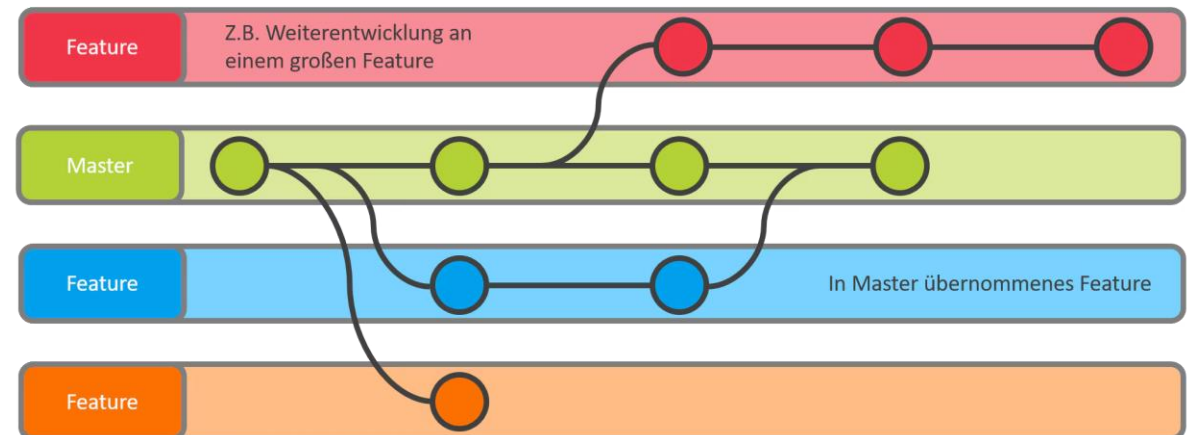 Feature
Z.B. Weiterentwicklung an
einem großen Feature
Master
Feature
In Master übernommenes Feature
Feature